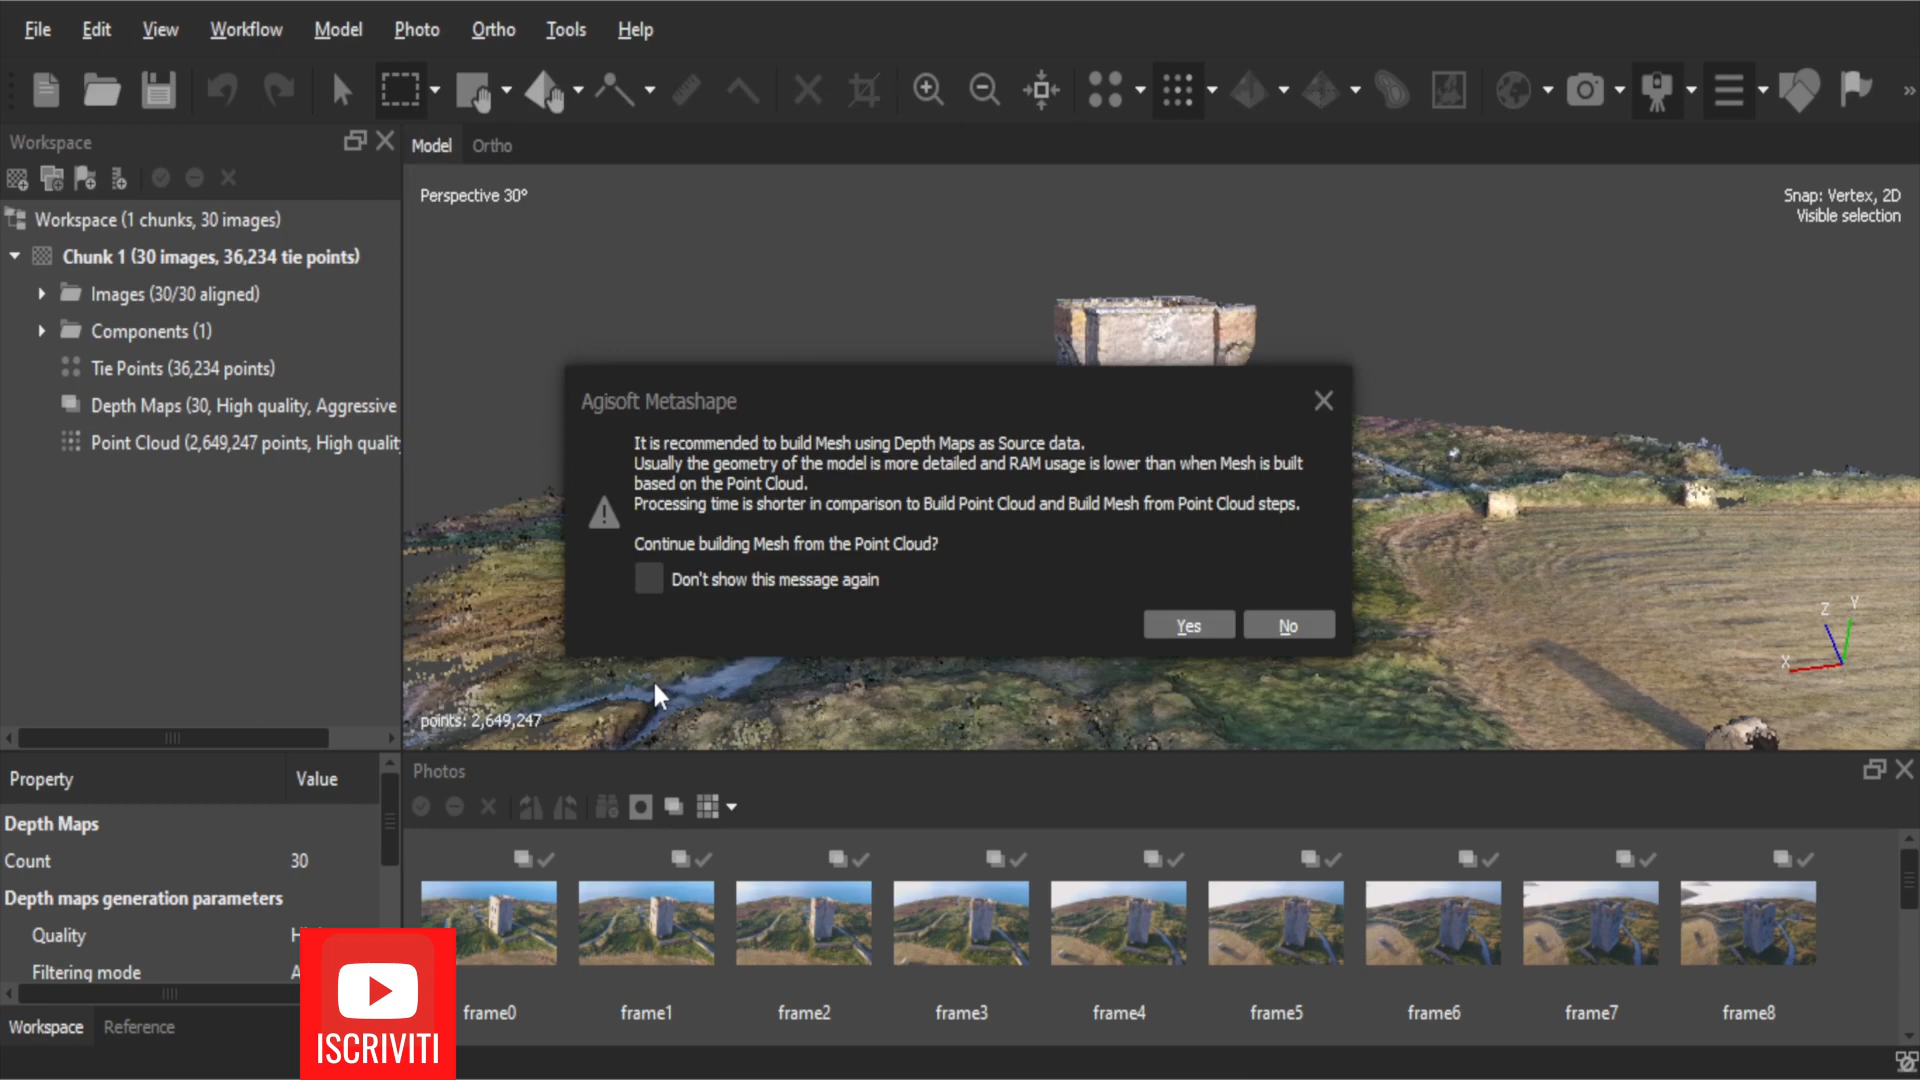 File Edit View Workflow Model Photo Ortho Tools Help
Workspace
Model Ortho
Perspective 30°
Snap: Vertex, 2D
Visible selection
Workspace (1 chunks, 30 images)
Chunk 1 (30 images, 36,234 tie points)
Images (30/30 aligned)
Components (1)
Tie Points (36,234 points)
Depth Maps (30, High quality, Aggressive
Point Cloud (2,649,247 points, High qualit
Agisoft Metashape
It is recommended to build Mesh using Depth Maps as Source data.
Usually the geometry of the model is more detailed and RAM usage is lower than when Mesh is built
based on the Point Cloud.
Processing time is shorter in comparison to Build Point Cloud and Build Mesh from Point Cloud steps.
Continue building Mesh from the Point Cloud?
Don't show this message again
Yes No
Z Y
X
points: 2,649,247
Property Value
Depth Maps
Count 30
Depth maps generation parameters
Quality
Filtering mode
Workspace Reference
Photos
frame0 frame1 frame2 frame3 frame4 frame5 frame6 frame7 frame8
ISCRIVITI